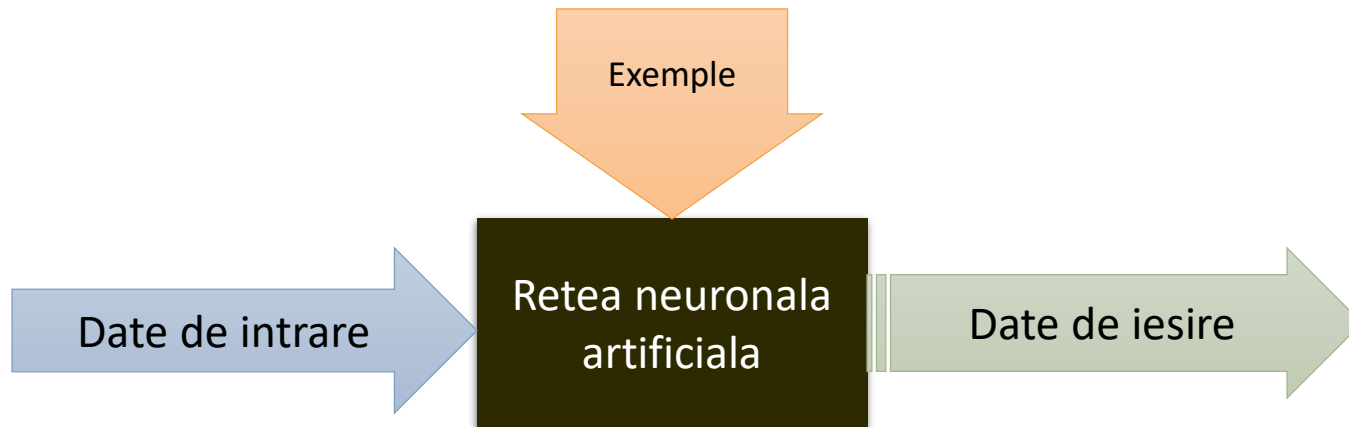 Exemple
Date de intrare
Retea neuronala
artificiala
Date de iesire